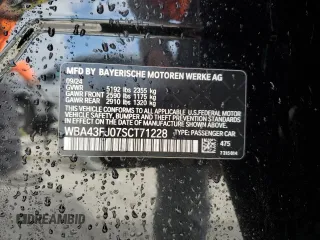 MFD BY BAYERISCHE MOTOREN WERKE AG
09/24
GVWR 5192 lbs 2355 kg
GAWR FRONT 2590 lbs 1175 kg
GAWR REAR 2910 lbs 1320 kg
THIS VEHICLE CONFORMS TO ALL APPLICABLE
FEDERAL MOTOR VEHICLE SAFETY, BUMPER,
AND THEFT PREVENTION STANDARDS IN EFFECT ON THE
DATE OF MANUFACTURE SHOWN ABOVE.
WBA43FJ07SCT71228 TYPE: PASSENGER CAR
475
DREAMBID